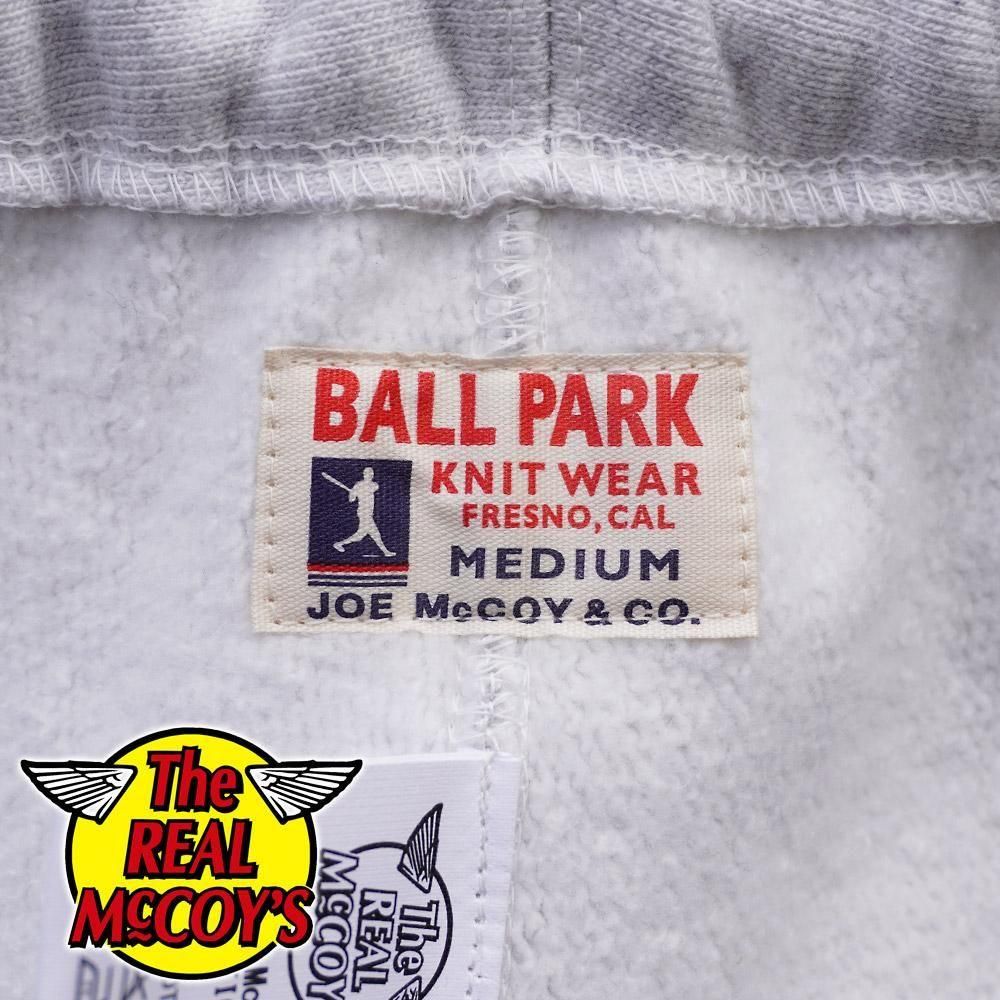 BALL PARK
KNIT WEAR
FRESNO, CAL
MEDIUM
JOE McCOY & CO.
The
REAL
McCOY'S
The
REAL
McCOY